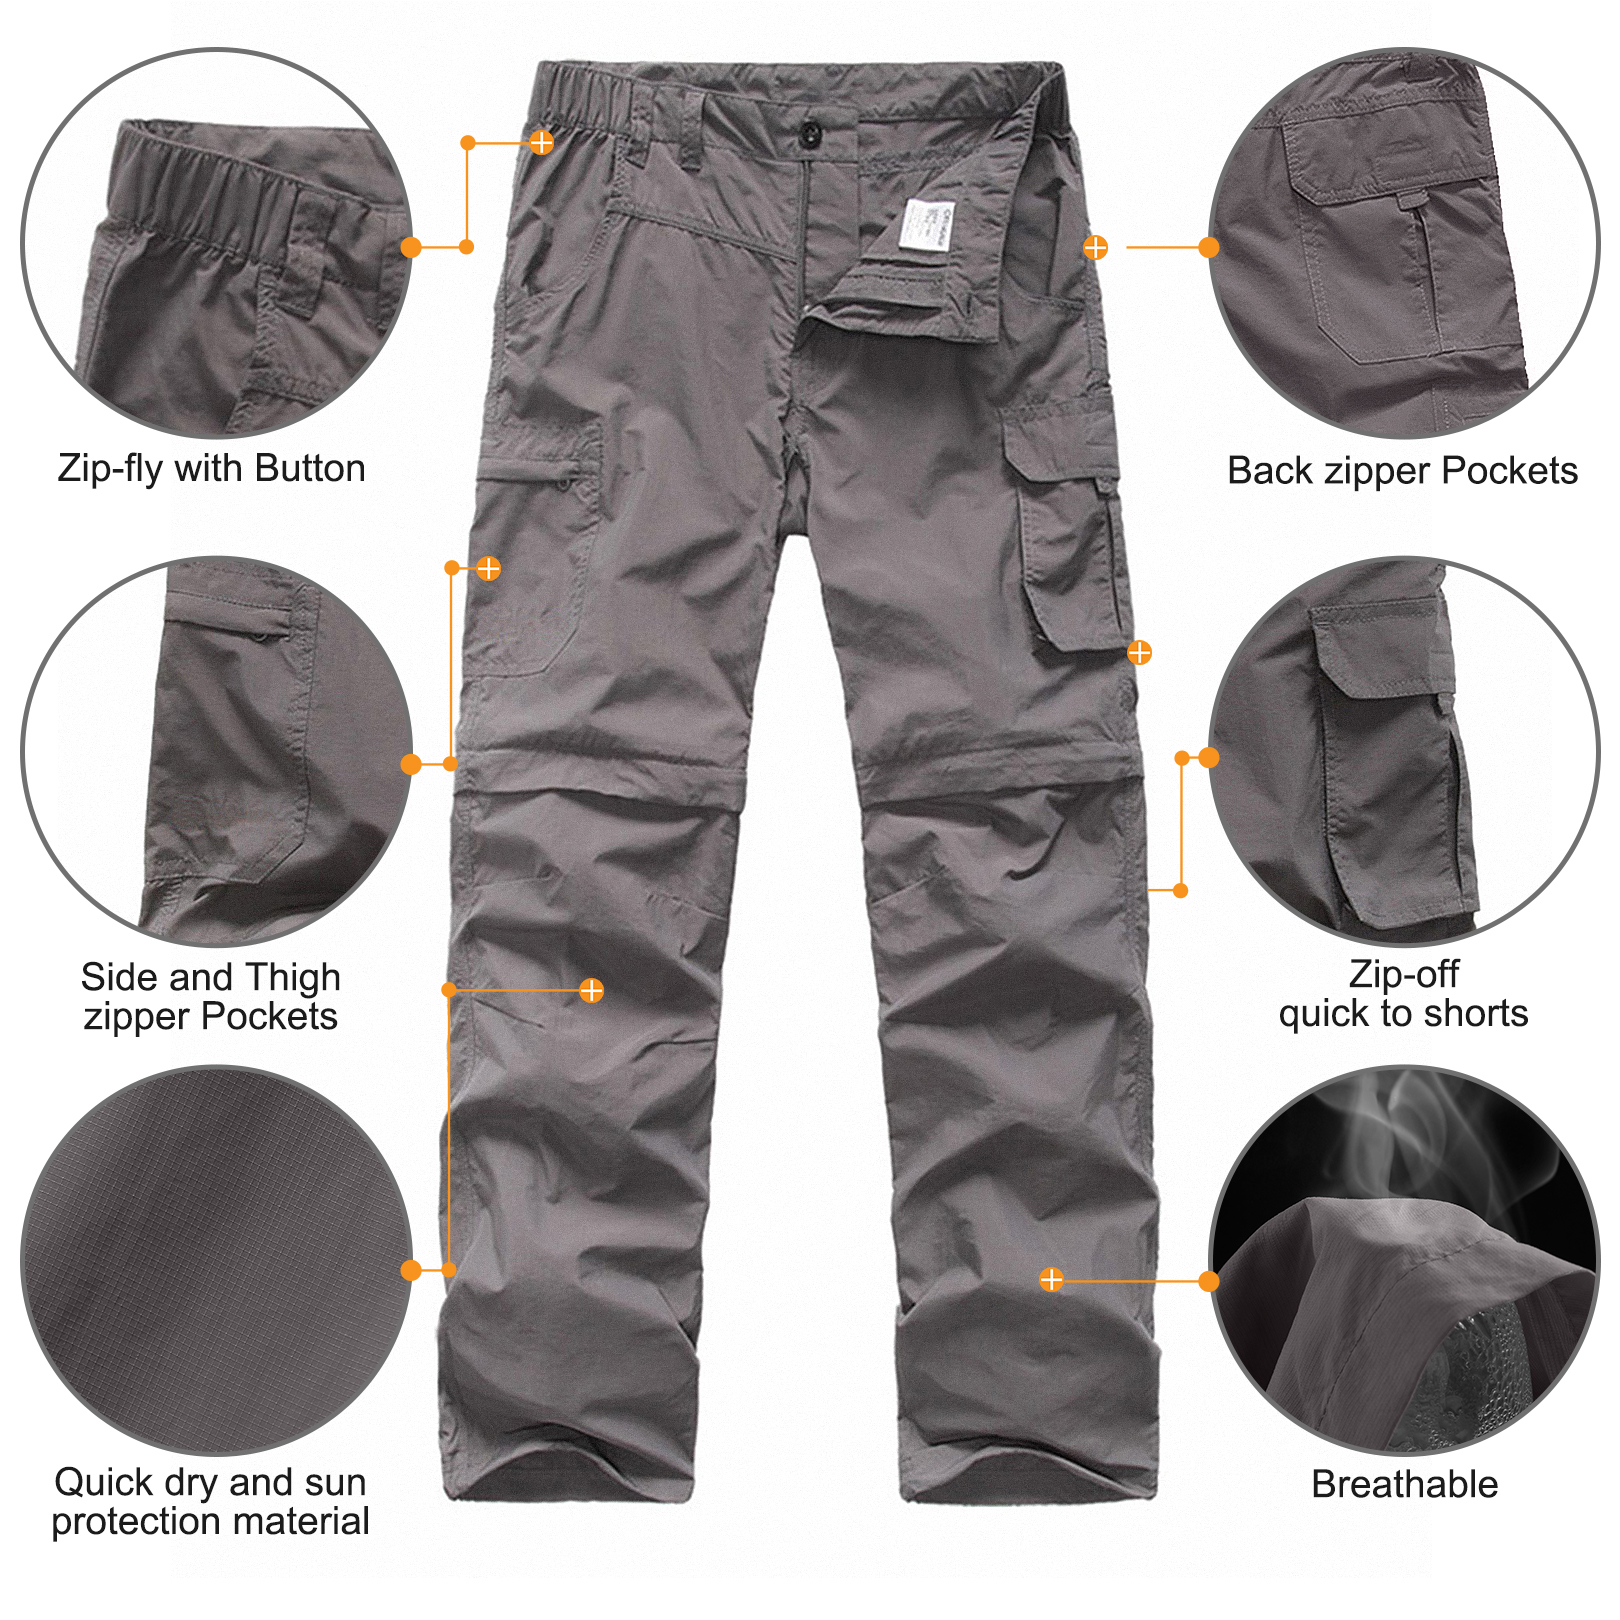 Zip-fly with Button
Back zipper Pockets
Side and Thigh
zipper Pockets
Zip-off
quick to shorts
Quick dry and sun
protection material
Breathable